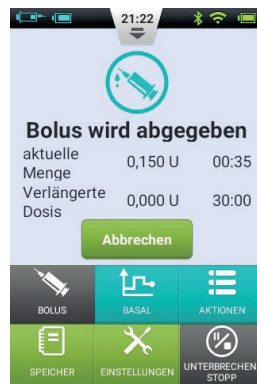 21:22
Bolus wird abgegeben
aktuelle
Menge 0,150 U 00:35
Verlängerte
Dosis 0,000 U 30:00
Abbrechen
BOLUS BASAL AKTIONEN
SPEICHER EINSTELLUNGEN UNTERBRECHEN
STOPP